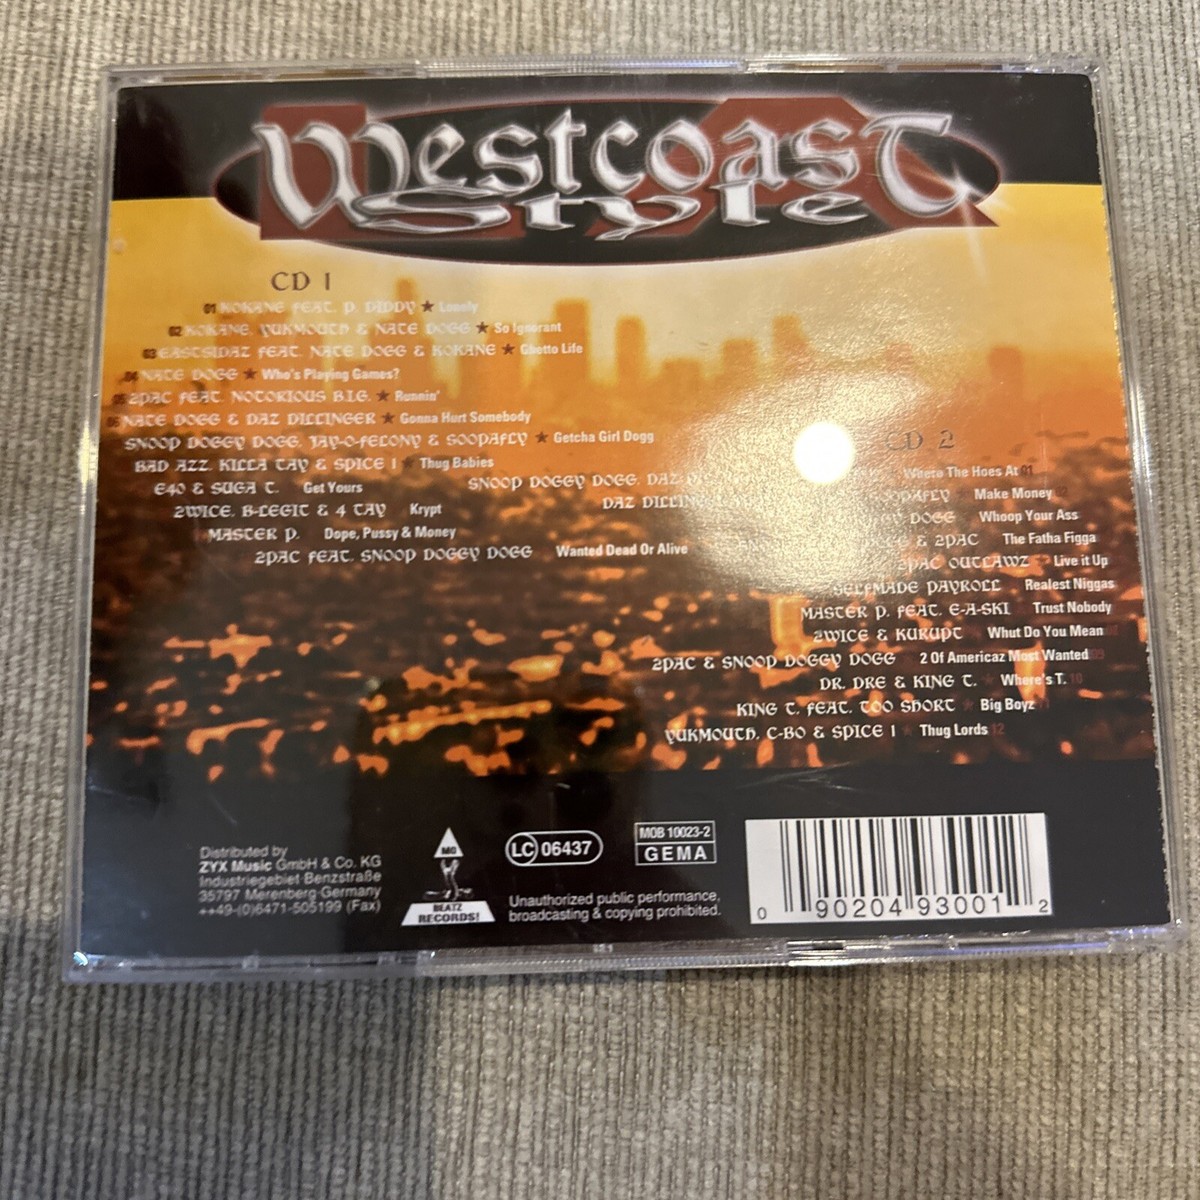 Westcoast
Style
CD 1
01 KOKANE FEAT. P. DIDDY ★ Lonely
02 KOKANE, YUKMOUTH & NATE DOGG ★ So Ignorant
03 EASTSIDAZ FEAT. NATE DOGG & KOKANE ★ Ghetto Life
04 NATE DOGG ★ Who's Playing Games?
05 2PAC FEAT. NOTORIOUS B.I.G. ★ Runnin'
06 NATE DOGG & DAZ DILLINGER ★ Gonna Hurt Somebody
SNOOP DOGGY DOGG, JAY-O-FELONY & SOOPAFLY ★ Getcha Girl Dogg
BAD AZZ, KILLA TAY & SPICE 1 ★ Thug Babies
E40 & SUGA T. Get Yours
2WICE, B-LEGIT & 4 TAY Krypt
MASTER P. Dope, Pussy & Money
2PAC FEAT. SNOOP DOGGY DOGG Wanted Dead Or Alive
CD 2
SNOOP DOGGY DOGG, DAZ Where The Hoes At 01
DAZ SOOPAFLY Make Money
DOGG Whoop Your Ass
& 2PAC The Fatha Figga
2PAC OUTLAWZ Live it Up
SELFMADE PAYROLL Realest Niggas
MASTER P. FEAT. E-A-SKI Trust Nobody
2WICE & KURUPT Whut Do You Mean
2PAC & SNOOP DOGGY DOGG 2 Of Americaz Most Wanted 09
DR. DRE & KING T. ★ Where's T. 10
KING T. FEAT. TOO SHORT ★ Big Boyz 11
YUKMOUTH, C-BO & SPICE 1 ★ Thug Lords 12
Distributed by
ZYX Music GmbH & Co. KG
Industriegebiet·Benzstraße
35797 Merenberg·Germany
++49-(0)6471-505199 (Fax)
MO
BEATZ
RECORDS!
LC 06437
MOB 10023-2
GEMA
Unauthorized public performance,
broadcasting & copying prohibited.
0 90204 93001 2